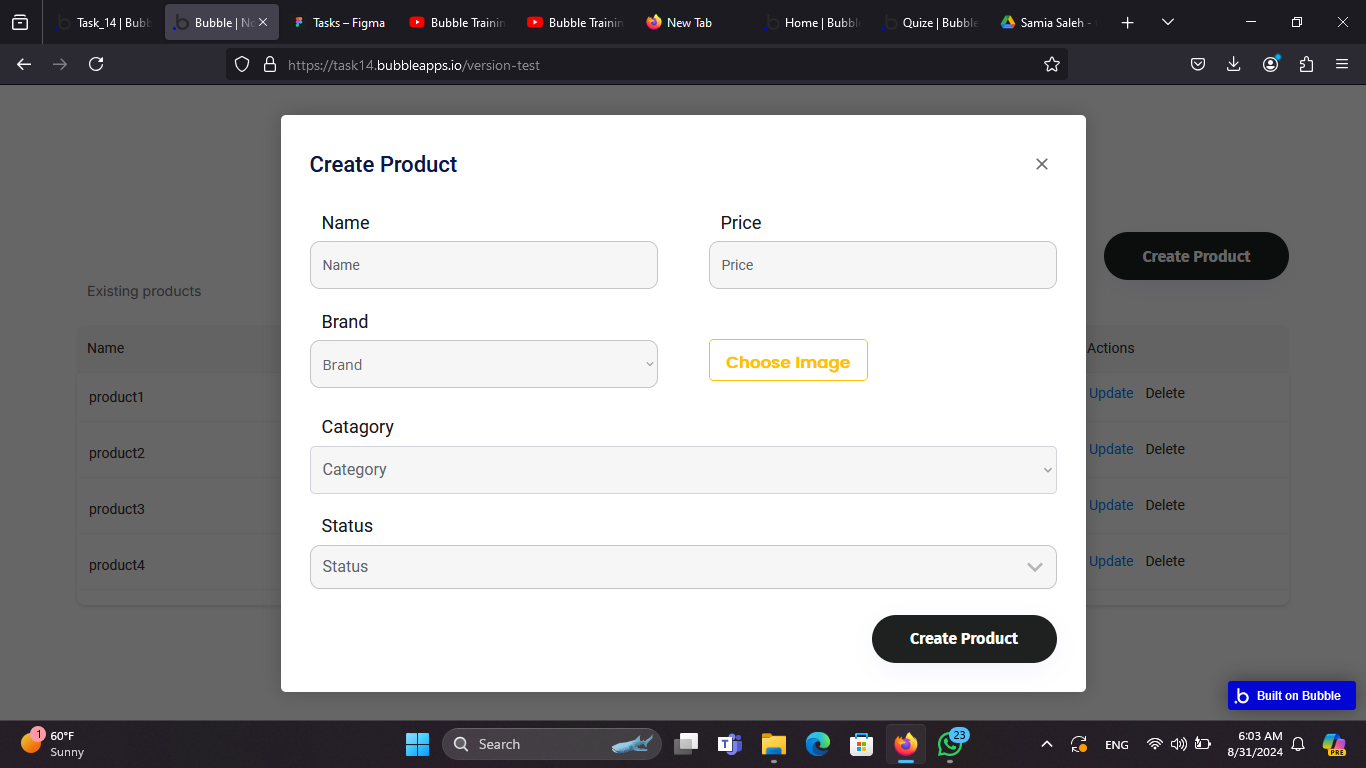 Task_14 | Bubb
Bubble | No
Tasks – Figma
Bubble Trainin
Bubble Trainin
New Tab
Home | Bubble
Quize | Bubble
Samia Saleh -
https://task14.bubbleapps.io/version-test
Create Product
Name
Price
Name
Price
Create Product
Existing products
Brand
Brand
Choose Image
Name
Actions
product1
Update Delete
Catagory
Category
product2
Update Delete
product3
Update Delete
Status
Status
product4
Update Delete
Create Product
b Built on Bubble
1
60°F
Sunny
Search
23
ENG
6:03 AM
8/31/2024
PRE